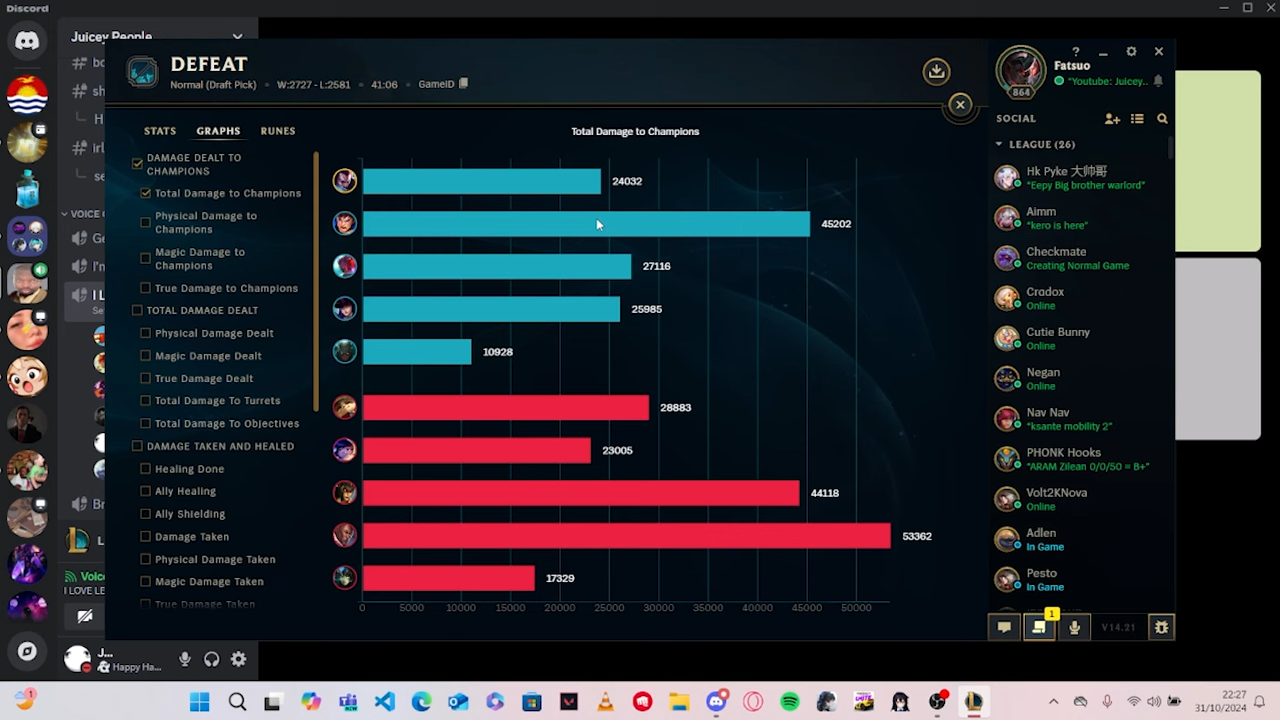 Discord
Juicey People
DEFEAT
Normal (Draft Pick) • W:2727 - L:2581 • 41:06 • GameID
STATS GRAPHS RUNES
DAMAGE DEALT TO
CHAMPIONS
Total Damage to Champions
Physical Damage to
Champions
Magic Damage to
Champions
True Damage to Champions
TOTAL DAMAGE DEALT
Physical Damage Dealt
Magic Damage Dealt
True Damage Dealt
Total Damage To Turrets
Total Damage To Objectives
DAMAGE TAKEN AND HEALED
Healing Done
Ally Healing
Ally Shielding
Damage Taken
Physical Damage Taken
Magic Damage Taken
True Damage Taken
Total Damage to Champions
24032
45202
27116
25985
10928
28883
23005
44118
53362
17329
0 5000 10000 15000 20000 25000 30000 35000 40000 45000 50000
864
Fatsuo
"Youtube: Juicey..
SOCIAL
LEAGUE (26)
Hk Pyke 大帅哥
"Eepy Big brother warlord"
Aimm
"kero is here"
Checkmate
Creating Normal Game
Cradox
Online
Cutie Bunny
Online
Negan
Online
Nav Nav
"ksante mobility 2"
PHONK Hooks
"ARAM Zilean 0/0/50 = B+"
Volt2KNova
Online
Adlen
In Game
Pesto
In Game
1
V14.21
VOICE
Voice
I LOVE LE
J...
Happy Ha...
1
NEW
22:27
31/10/2024